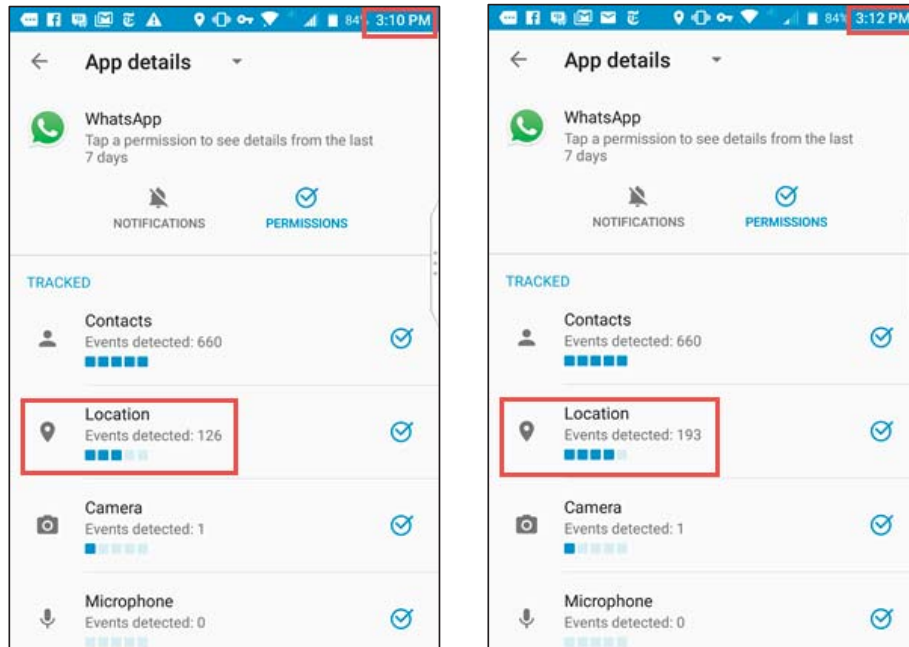 84% 3:10 PM
App details
WhatsApp
Tap a permission to see details from the last
7 days
NOTIFICATIONS
PERMISSIONS
TRACKED
Contacts
Events detected: 660
Location
Events detected: 126
Camera
Events detected: 1
Microphone
Events detected: 0
84% 3:12 PM
App details
WhatsApp
Tap a permission to see details from the last
7 days
NOTIFICATIONS
PERMISSIONS
TRACKED
Contacts
Events detected: 660
Location
Events detected: 193
Camera
Events detected: 1
Microphone
Events detected: 0